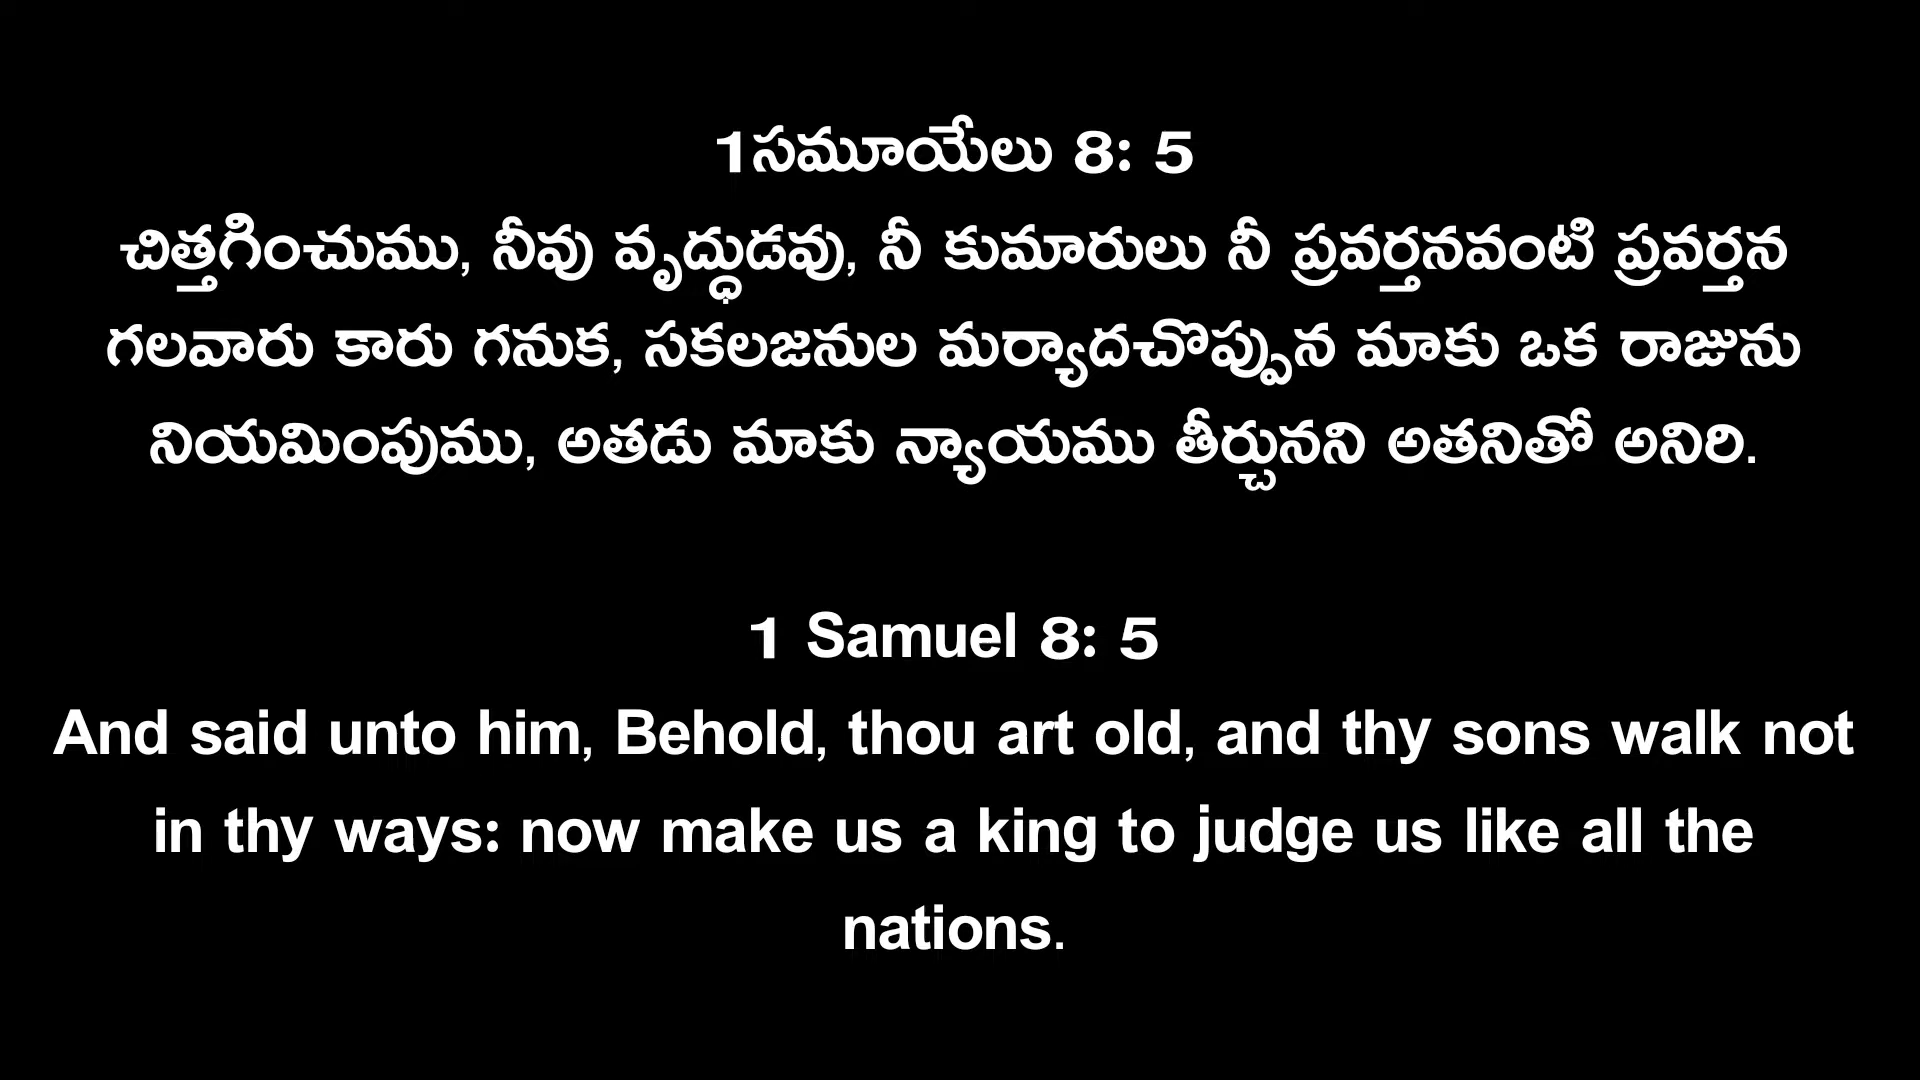 1సమూయేలు 8: 5
చిత్తగించుము, నీవు వృద్ధుడవు, నీ కుమారులు నీ ప్రవర్తనవంటి ప్రవర్తన
గలవారు కారు గనుక, సకలజనుల మర్యాదచొప్పున మాకు ఒక రాజును
నియమింపుము, అతడు మాకు న్యాయము తీర్చునని అతనితో అనిరి.
1 Samuel 8: 5
And said unto him, Behold, thou art old, and thy sons walk not
in thy ways: now make us a king to judge us like all the
nations.